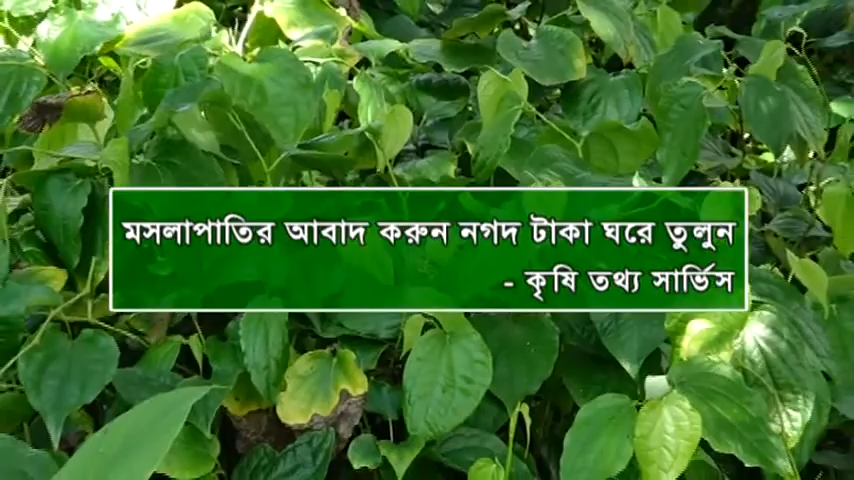 মসলাপাতির আবাদ করুন নগদ টাকা ঘরে তুলুন
- কৃষি তথ্য সার্ভিস